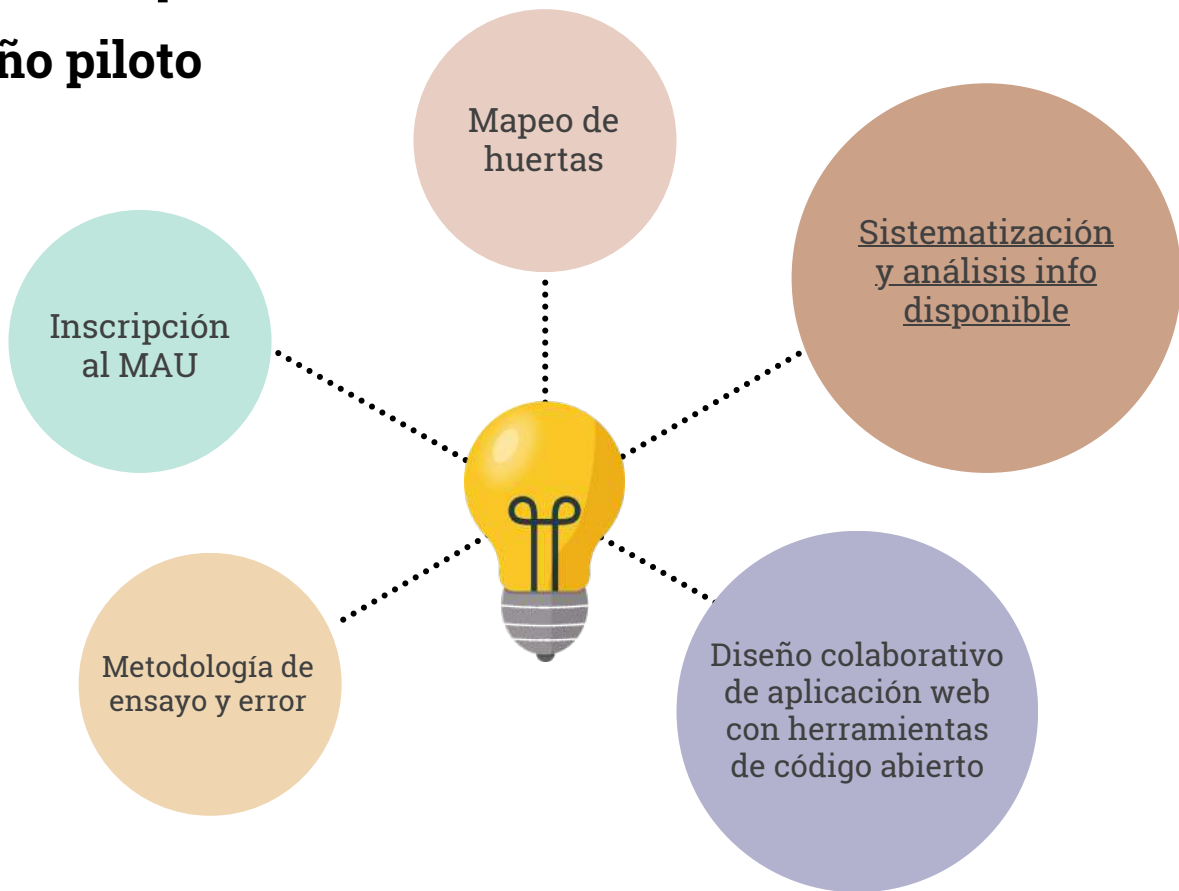 ño piloto
Mapeo de
huertas
Sistematización
y análisis info
disponible
Inscripción
al MAU
Metodología de
ensayo y error
Diseño colaborativo
de aplicación web
con herramientas
de código abierto